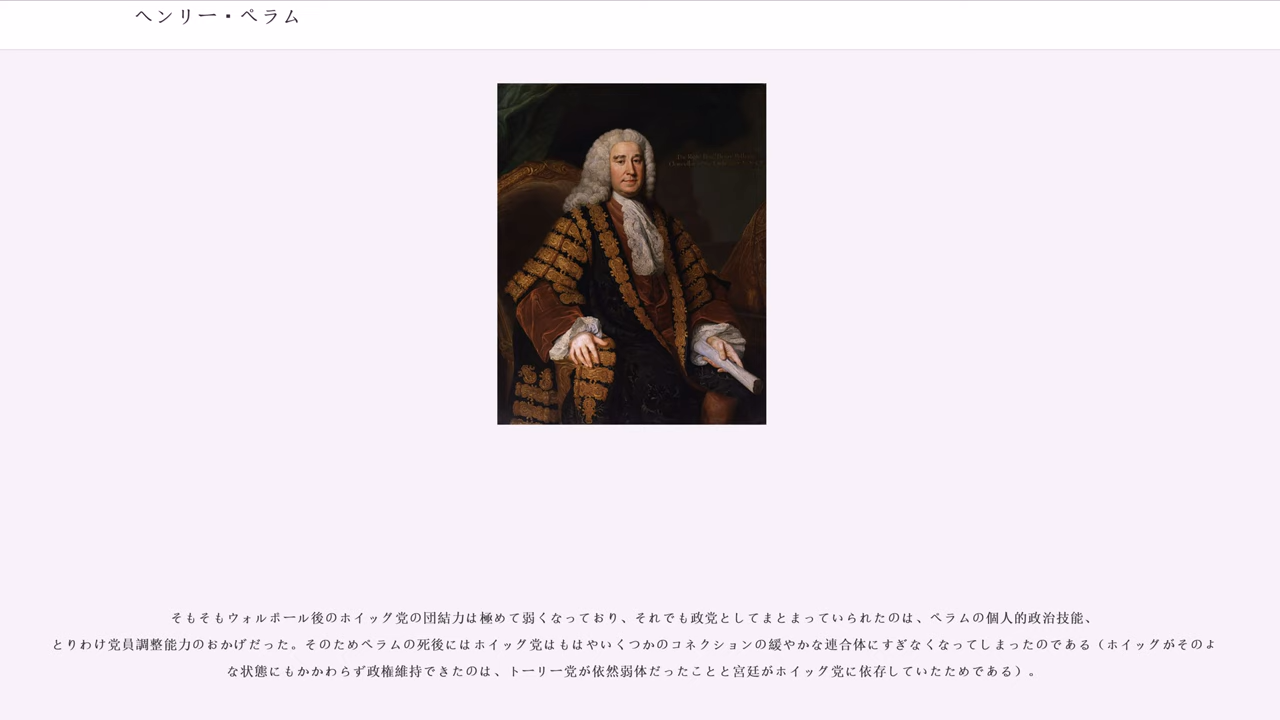 ヘンリー・ペラム
そもそもウォルポール後のホイッグ党の団結力は極めて弱くなっており、それでも政党としてまとまっていられたのは、ペラムの個人的政治技能、
とりわけ党員調整能力のおかげだった。そのためペラムの死後にはホイッグ党はもはやいくつかのコネクションの緩やかな連合体にすぎなくなってしまったのである（ホイッグがそのよ
な状態にもかかわらず政権維持できたのは、トーリー党が依然弱体だったことと宮廷がホイッグ党に依存していたためである）。